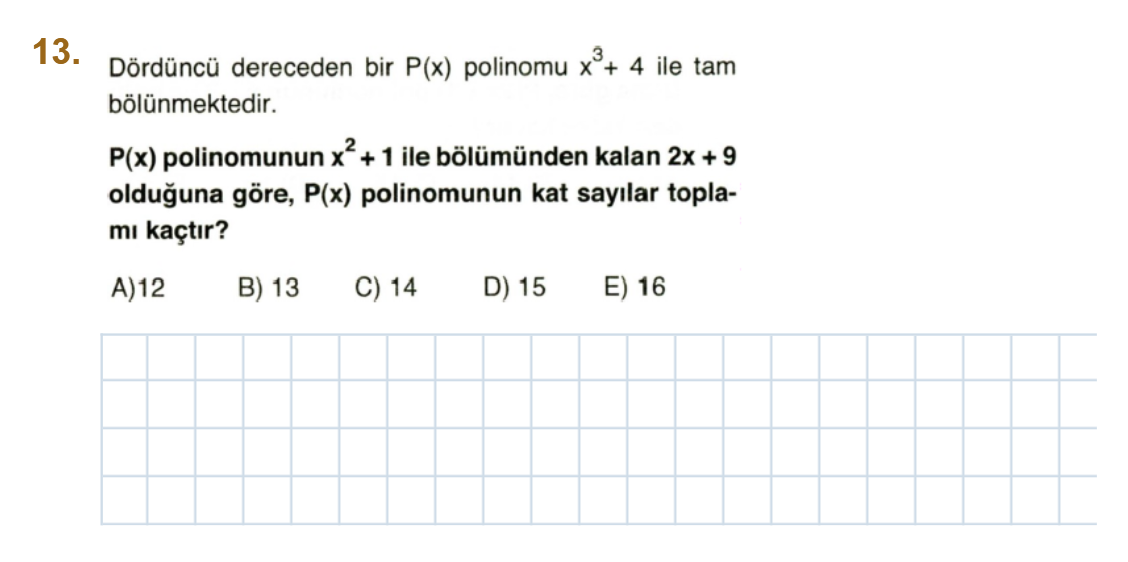 13.
Dördüncü dereceden bir P(x) polinomu x³+ 4 ile tam
bölünmektedir.
P(x) polinomunun x² + 1 ile bölümünden kalan 2x + 9
olduğuna göre, P(x) polinomunun kat sayılar topla-
mı kaçtır?
A)12 B) 13 C) 14 D) 15 E) 16